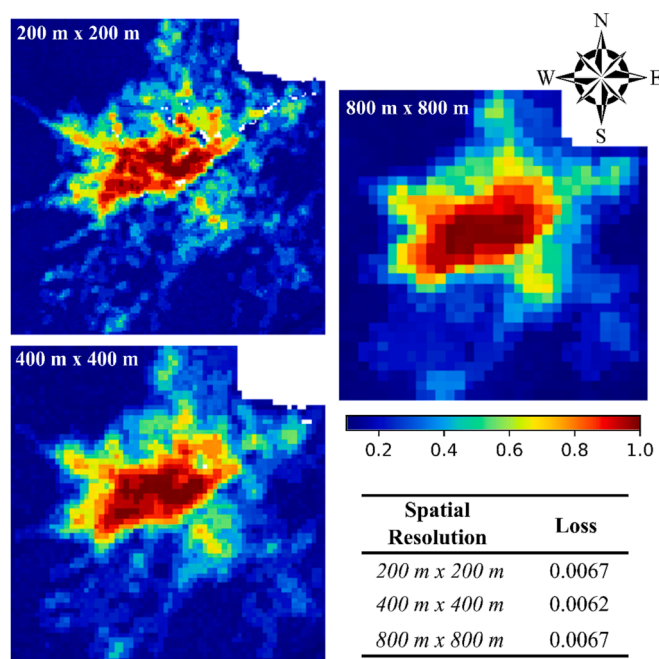 200 m x 200 m
N
W
E
S
800 m x 800 m
400 m x 400 m
0.2 0.4 0.6 0.8 1.0
Spatial Resolution Loss
200 m x 200 m 0.0067
400 m x 400 m 0.0062
800 m x 800 m 0.0067